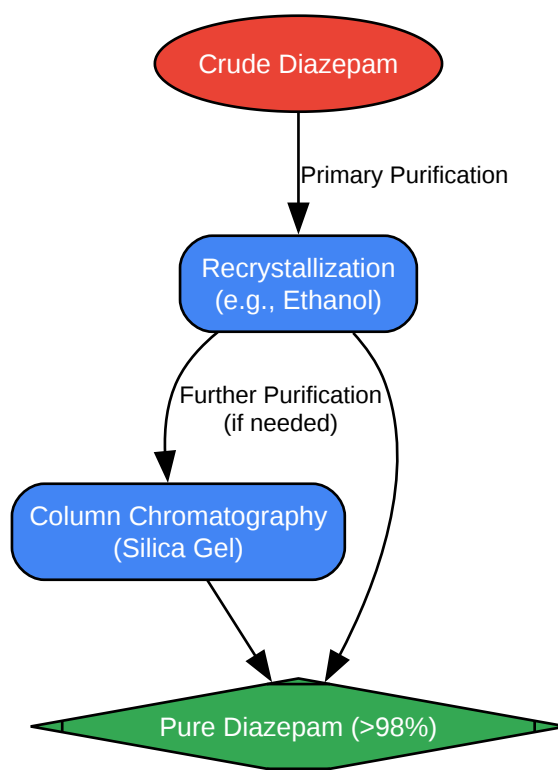 Crude Diazepam
Primary Purification
Recrystallization
(e.g., Ethanol)
Further Purification
(if needed)
Column Chromatography
(Silica Gel)
Pure Diazepam (>98%)